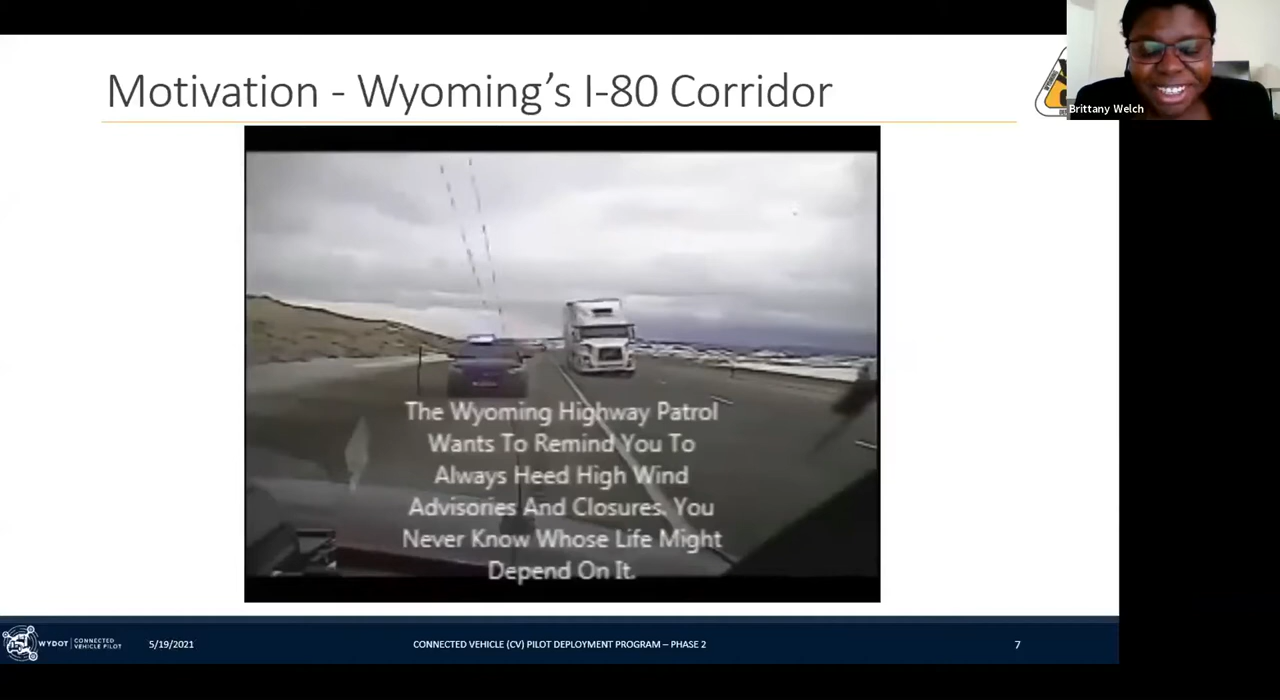 Motivation - Wyoming's I-80 Corridor
Brittany Welch
The Wyoming Highway Patrol
Wants To Remind You To
Always Heed High Wind
Advisories And Closures. You
Never Know Whose Life Might
Depend On It.
WYDOT | CONNECTED
VEHICLE PILOT
5/19/2021
CONNECTED VEHICLE (CV) PILOT DEPLOYMENT PROGRAM – PHASE 2
7